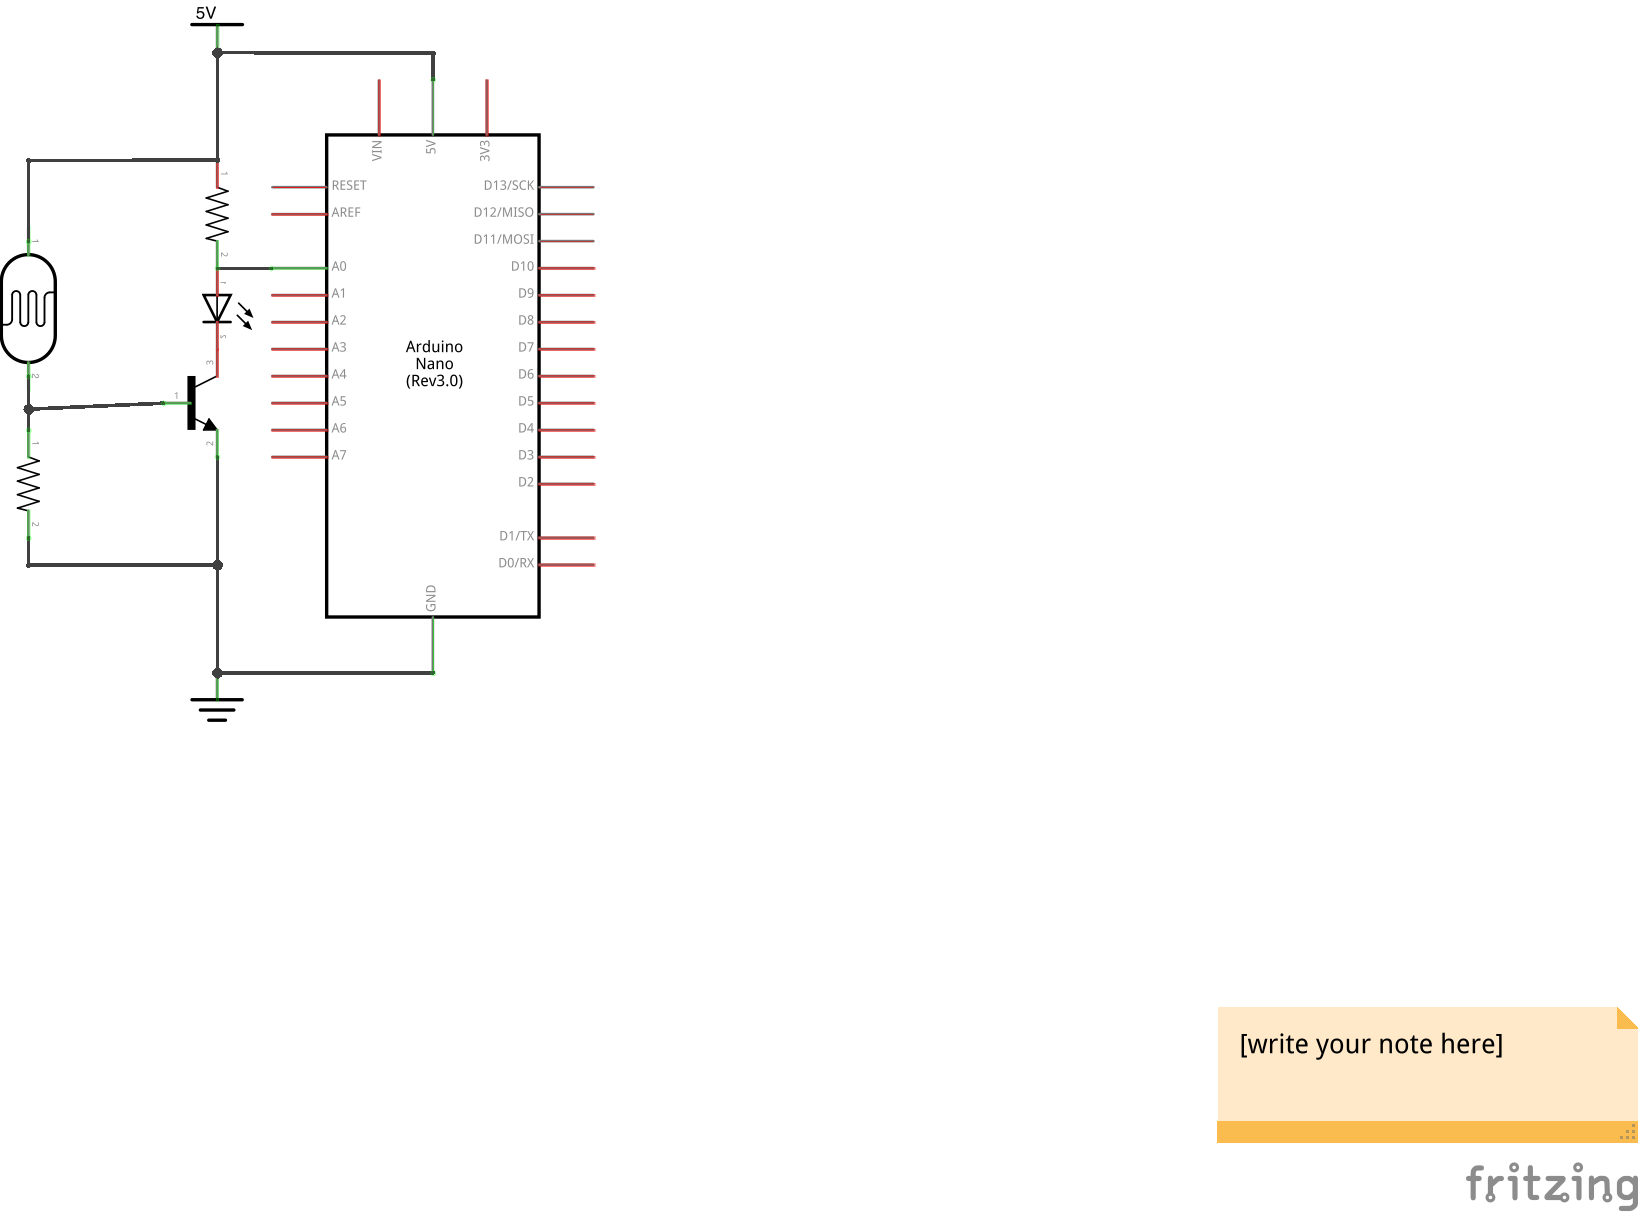 5V
VIN
5V
3V3
1
RESET
D13/SCK
AREF
D12/MISO
D11/MOSI
1
2
A0
D10
A1
D9
A2
D8
Arduino
Nano
(Rev3.0)
A3
D7
3
2
A4
D6
1
A5
D5
A6
D4
2
1
A7
D3
D2
2
D1/TX
D0/RX
GND
[write your note here]
fritzing